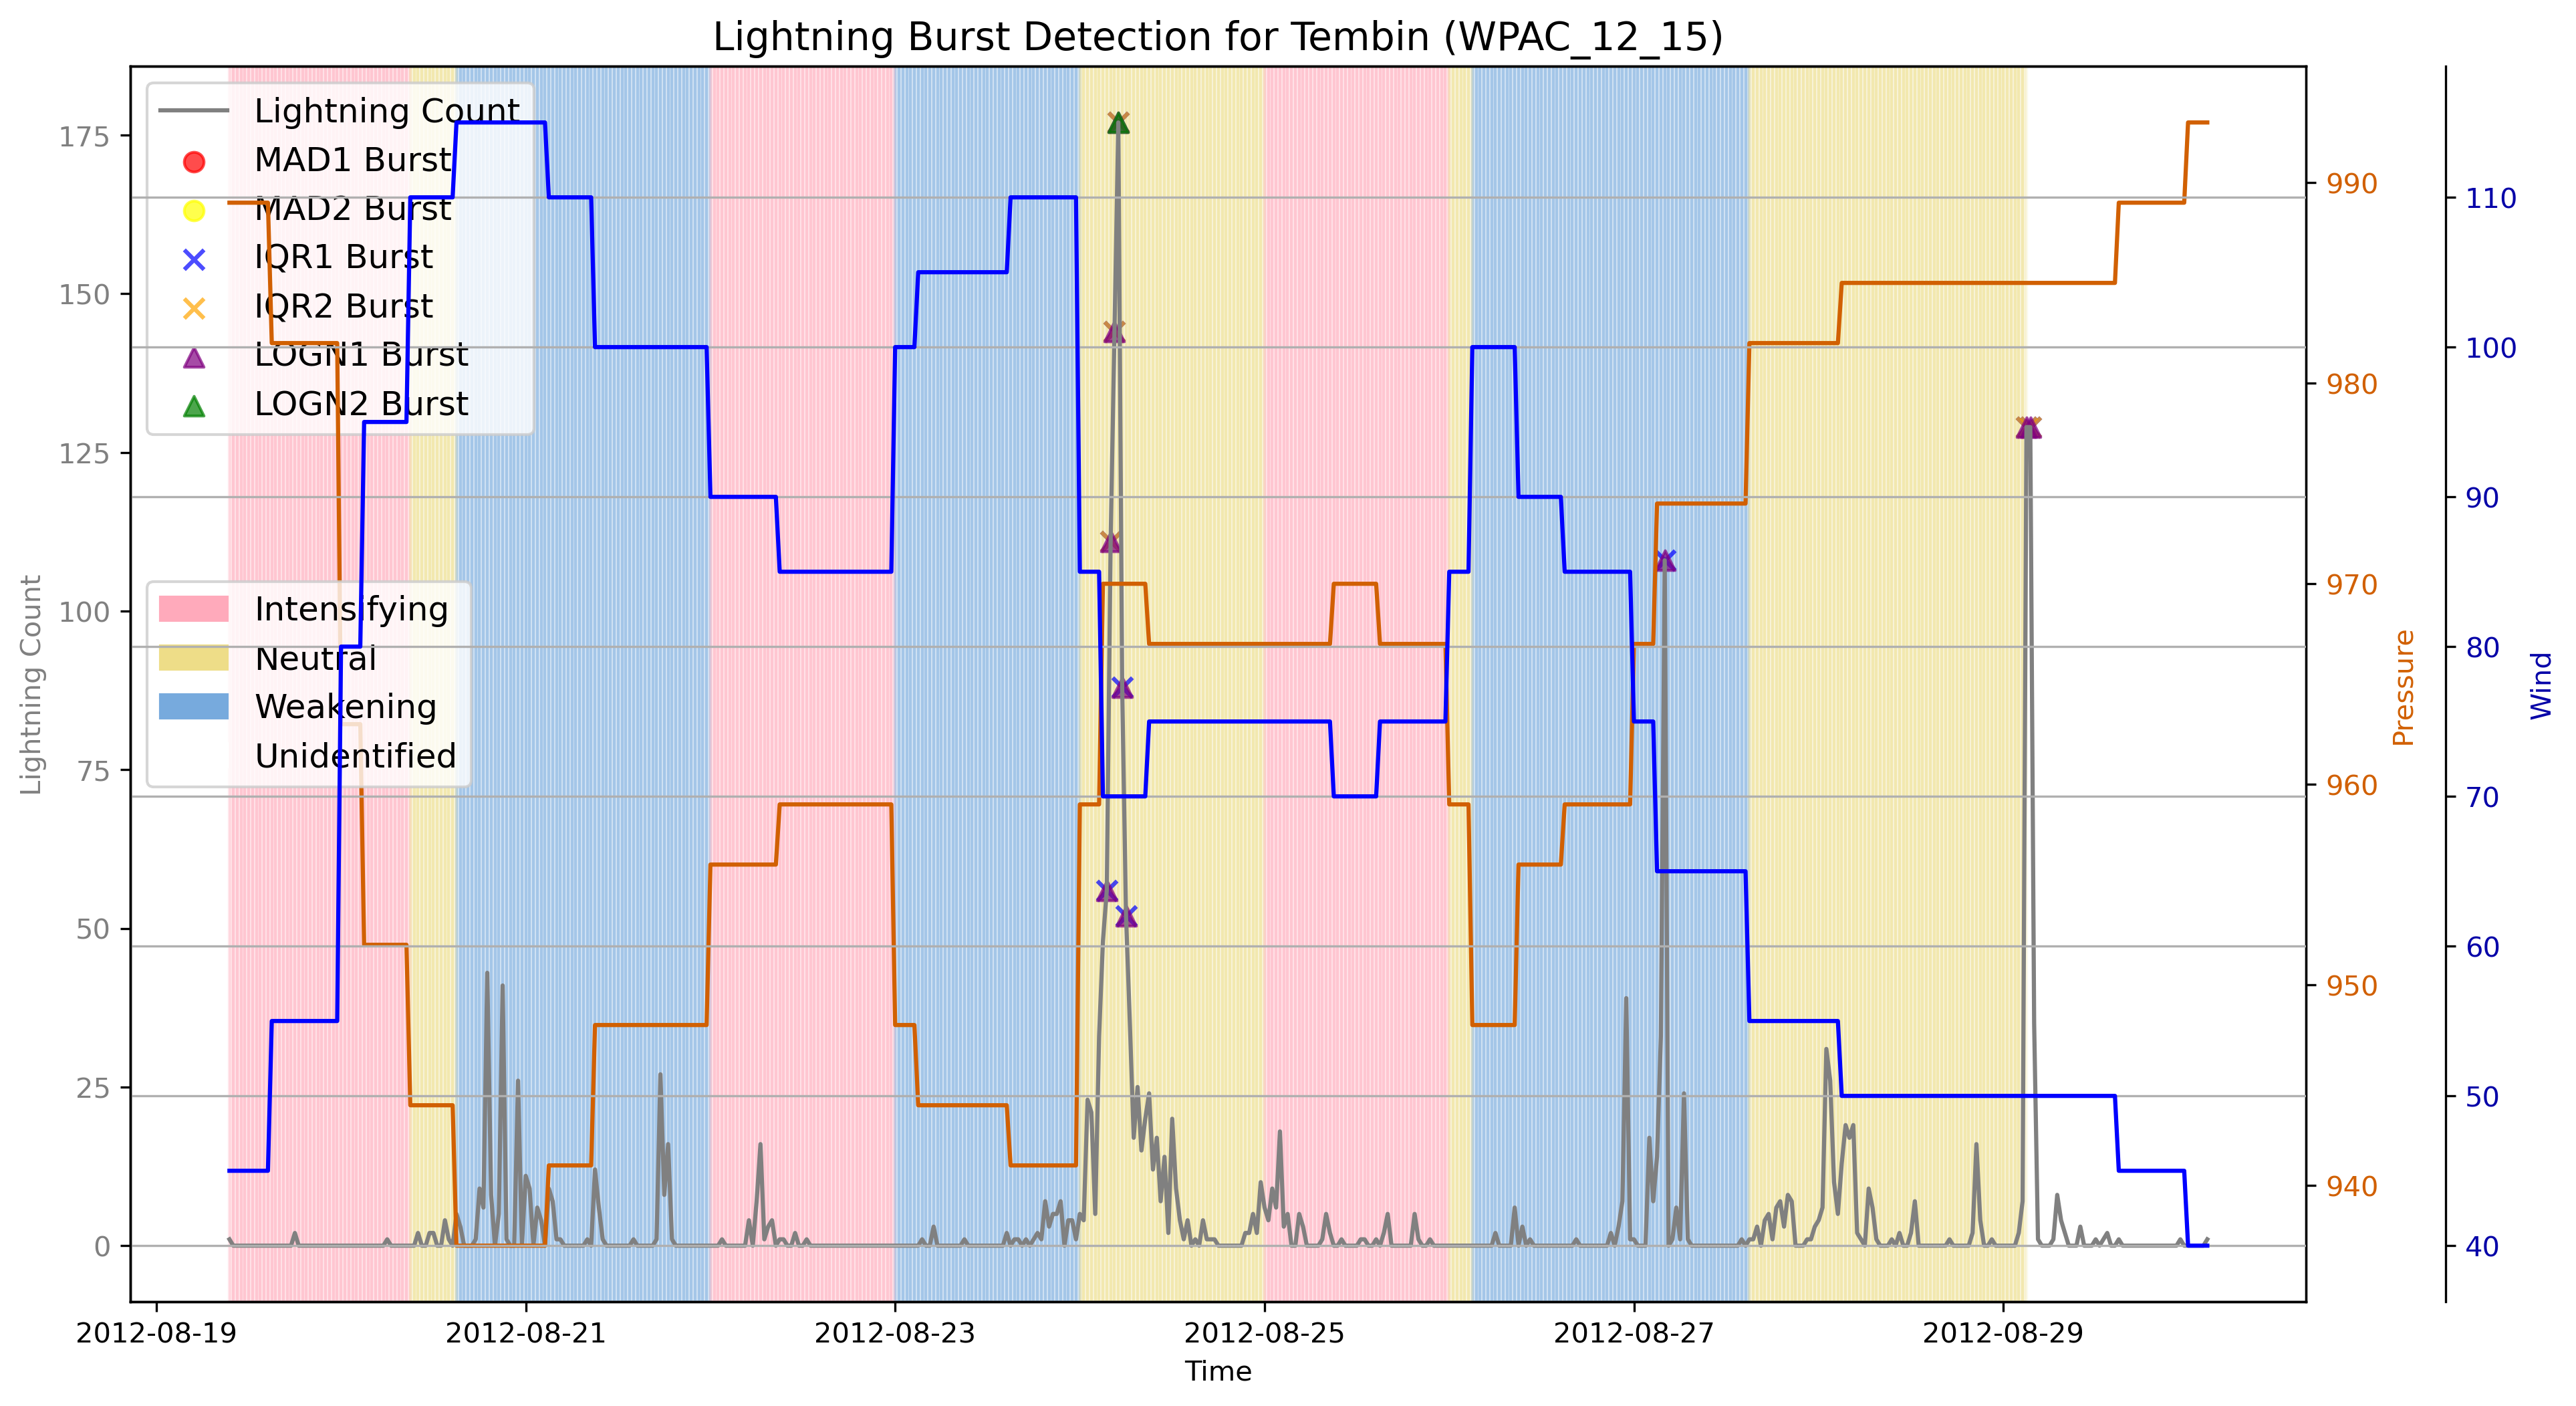 Lightning Burst Detection for Tembin (WPAC_12_15)
Lightning Count
MAD1 Burst
MAD2 Burst
IQR1 Burst
IQR2 Burst
LOGN1 Burst
LOGN2 Burst
Intensifying
Neutral
Weakening
Unidentified
Lightning Count
175
150
125
100
75
50
25
0
990
980
970
960
950
940
Pressure
110
100
90
80
70
60
50
40
Wind
2012-08-19
2012-08-21
2012-08-23
2012-08-25
2012-08-27
2012-08-29
Time